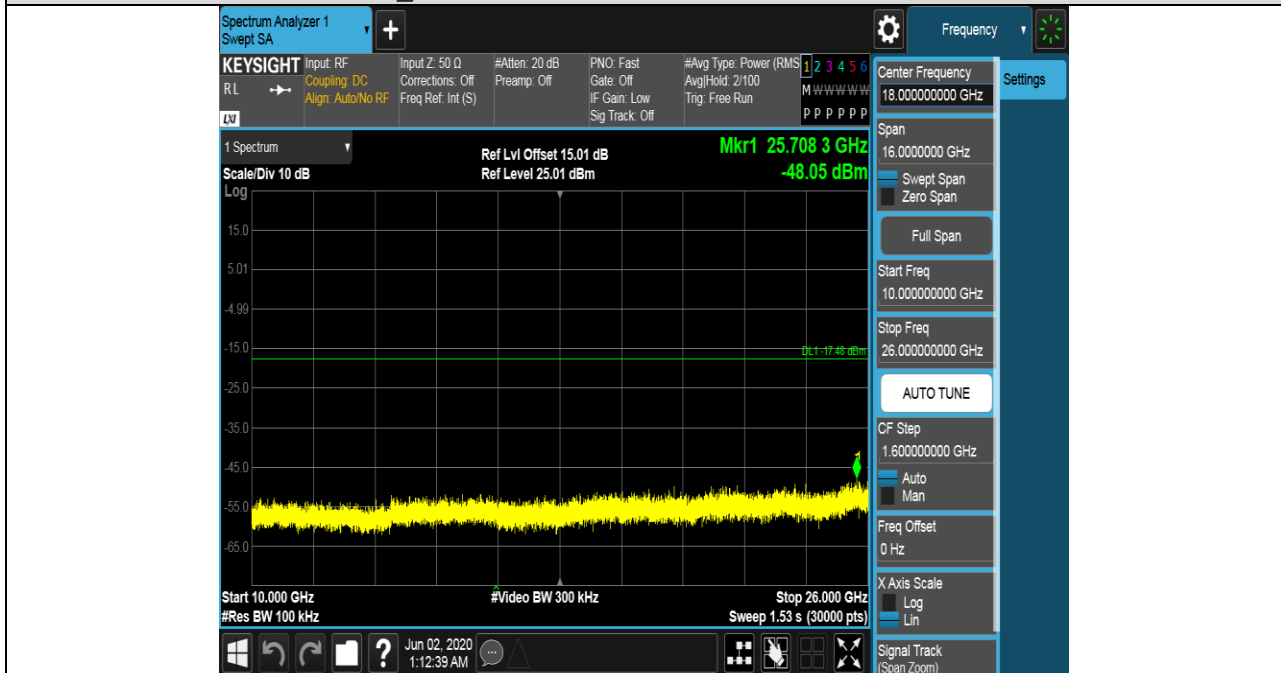 Spectrum Analyzer 1
Swept SA
+
Frequency
KEYSIGHT
RL
LXI
Input: RF
Coupling: DC
Align: Auto/No RF
Input Z: 50 Ω
Corrections: Off
Freq Ref: Int (S)
#Atten: 20 dB
Preamp: Off
PNO: Fast
Gate: Off
IF Gain: Low
Sig Track: Off
#Avg Type: Power (RMS
Avg|Hold: 2/100
Trig: Free Run
1 2 3 4 5 6
M W W W W W
P P P P P P
1 Spectrum
Scale/Div 10 dB
Log
Ref Lvl Offset 15.01 dB
Ref Level 25.01 dBm
Mkr1 25.708 3 GHz
-48.05 dBm
15.0
5.01
-4.99
-15.0
DL1 -17.48 dBm
-25.0
-35.0
-45.0
1
-55.0
-65.0
Start 10.000 GHz
#Res BW 100 kHz
#Video BW 300 kHz
Stop 26.000 GHz
Sweep 1.53 s (30000 pts)
Center Frequency
18.000000000 GHz
Settings
Span
16.0000000 GHz
Swept Span
Zero Span
Full Span
Start Freq
10.000000000 GHz
Stop Freq
26.000000000 GHz
AUTO TUNE
CF Step
1.600000000 GHz
Auto
Man
Freq Offset
0 Hz
X Axis Scale
Log
Lin
Signal Track
(Span Zoom)
?
Jun 02, 2020
1:12:39 AM